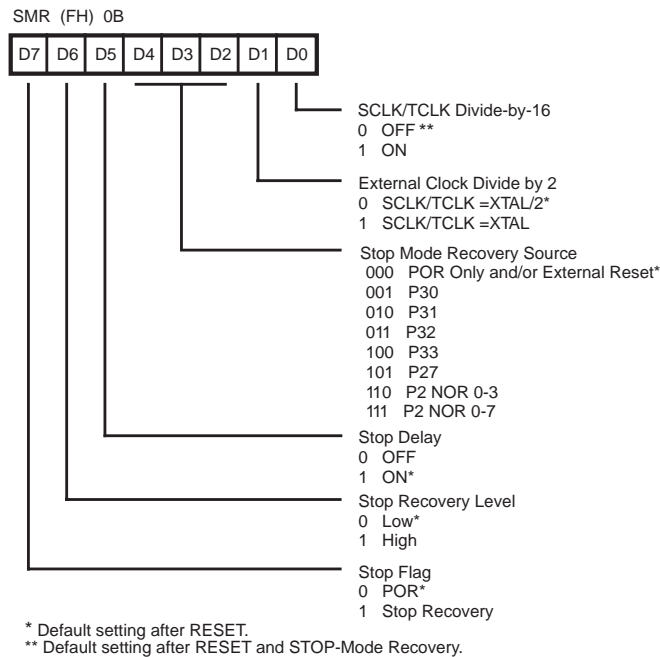 SMR (FH) 0B
D7 D6 D5 D4 D3 D2 D1 D0
SCLK/TCLK Divide-by-16
0 OFF **
1 ON
External Clock Divide by 2
0 SCLK/TCLK =XTAL/2*
1 SCLK/TCLK =XTAL
Stop Mode Recovery Source
000 POR Only and/or External Reset*
001 P30
010 P31
011 P32
100 P33
101 P27
110 P2 NOR 0-3
111 P2 NOR 0-7
Stop Delay
0 OFF
1 ON*
Stop Recovery Level
0 Low*
1 High
Stop Flag
0 POR*
1 Stop Recovery
* Default setting after RESET.
** Default setting after RESET and STOP-Mode Recovery.